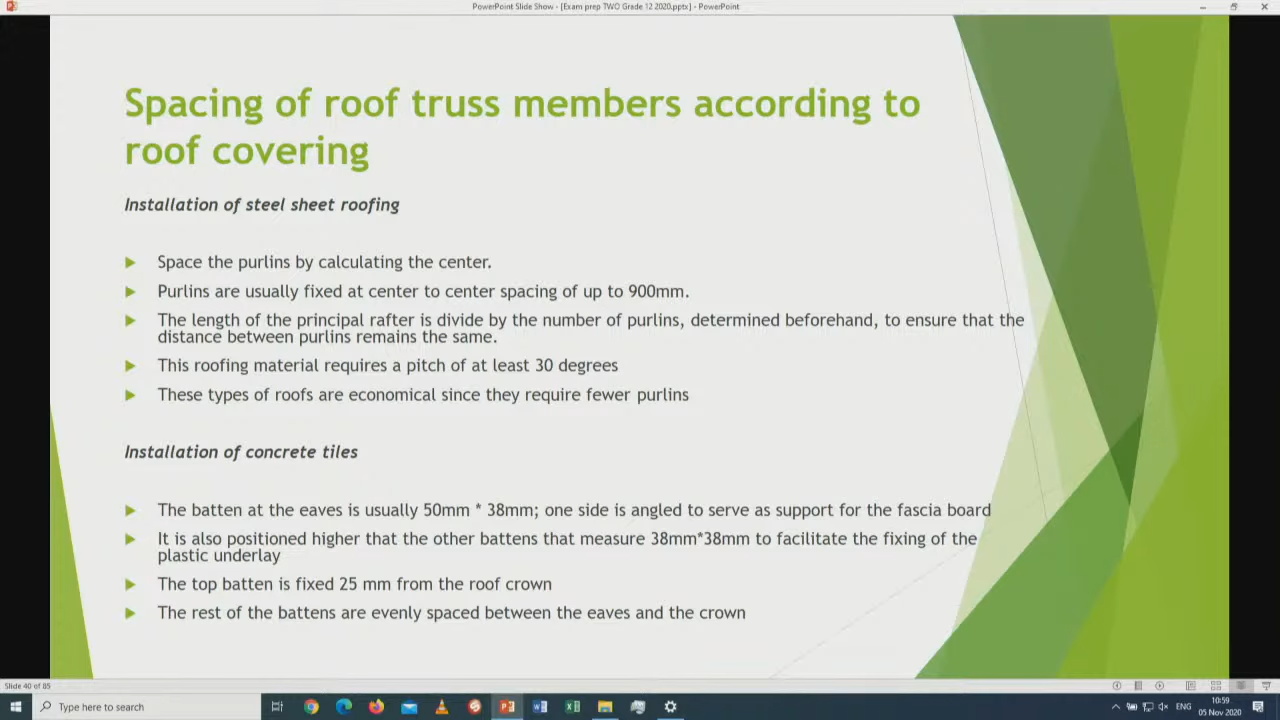 PowerPoint Slide Show - [Exam prep TWO Grade 12 2020.pptx] - PowerPoint
Spacing of roof truss members according to
roof covering
Installation of steel sheet roofing
Space the purlins by calculating the center.
Purlins are usually fixed at center to center spacing of up to 900mm.
The length of the principal rafter is divide by the number of purlins, determined beforehand, to ensure that the
distance between purlins remains the same.
This roofing material requires a pitch of at least 30 degrees
These types of roofs are economical since they require fewer purlins
Installation of concrete tiles
The batten at the eaves is usually 50mm * 38mm; one side is angled to serve as support for the fascia board
It is also positioned higher that the other battens that measure 38mm*38mm to facilitate the fixing of the
plastic underlay
The top batten is fixed 25 mm from the roof crown
The rest of the battens are evenly spaced between the eaves and the crown
Slide 40 of 85
Type here to search
ENG
10:59
05 Nov 2020